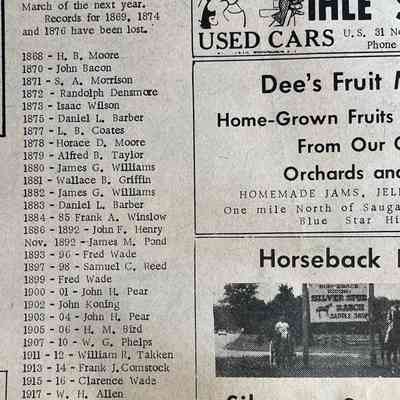 March of the next year.
Records for 1869, 1874
and 1876 have been lost.
1868 - H. B. Moore
1870 - John Bacon
1871 - S. A. Morrison
1872 - Randolph Densmore
1873 - Isaac Wilson
1875 - Daniel L. Barber
1877 - L. B. Coates
1878 - Horace D. Moore
1879 - Alfred B. Taylor
1880 - James G. Williams
1881 - Wallace B. Griffin
1882 - James G. Williams
1883 - Daniel L. Barber
1884 - 85 Frank A. Winslow
1886 - 1892 - John F. Henry
Nov. 1892 - James M. Pond
1893 - 96 - Fred Wade
1897 - 98 - Samuel C. Reed
1899 - Fred Wade
1900 - 01 - John H. Pear
1902 - John Koning
1903 - 04 - John H. Pear
1905 - 06 - H. M. Bird
1907 - 10 - W. G. Phelps
1911 - 12 - William R. Takken
1913 - 14 - Frank J. Comstock
1915 - 16 - Clarence Wade
1917 - W. H. Allen
USED CARS
U.S. 31 No
Phone
Dee's Fruit M
Home-Grown Fruits
From Our O
Orchards and
HOMEMADE JAMS, JELL
One mile North of Sauga
Blue Star Hi
Horseback
SILVER SPUR
RANCH
SADDLE SHOP